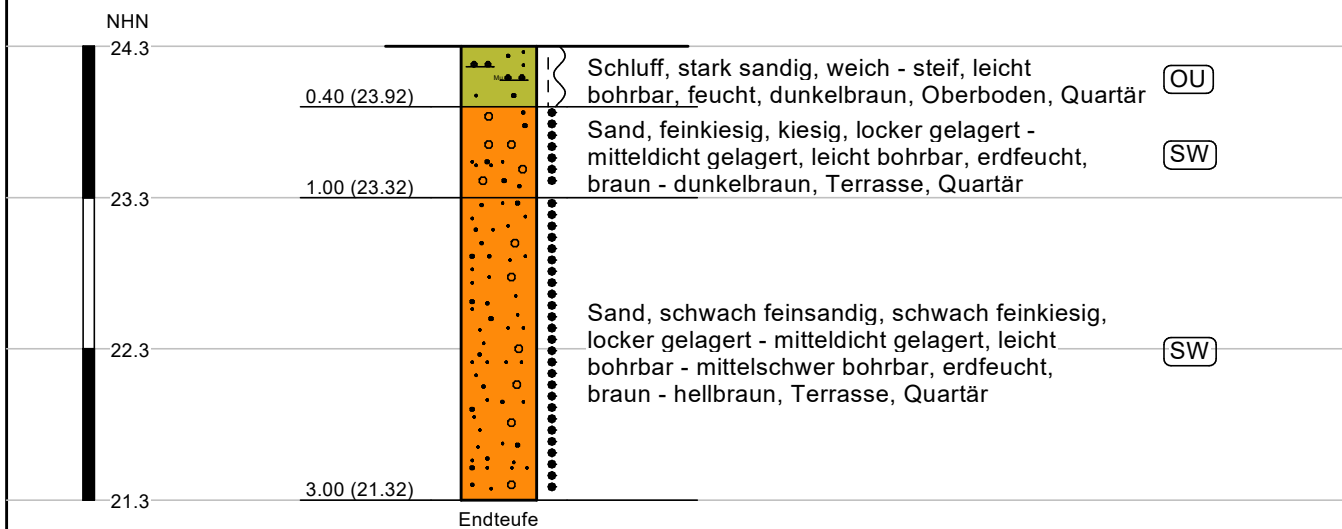 NHN
24.3
Mu
Schluff, stark sandig, weich - steif, leicht
bohrbar, feucht, dunkelbraun, Oberboden, Quartär
OU
0.40 (23.92)
Sand, feinkiesig, kiesig, locker gelagert -
mitteldicht gelagert, leicht bohrbar, erdfeucht,
braun - dunkelbraun, Terrasse, Quartär
SW
1.00 (23.32)
23.3
Sand, schwach feinsandig, schwach feinkiesig,
locker gelagert - mitteldicht gelagert, leicht
bohrbar - mittelschwer bohrbar, erdfeucht,
braun - hellbraun, Terrasse, Quartär
SW
22.3
3.00 (21.32)
21.3
Endteufe